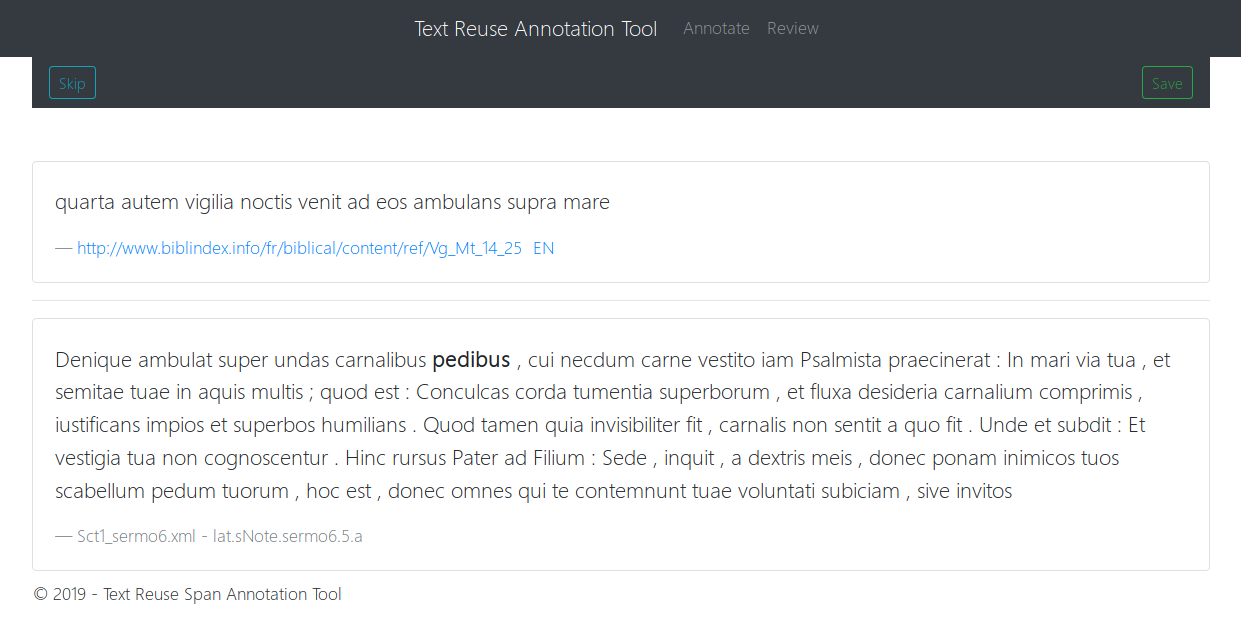 Text Reuse Annotation Tool Annotate Review
Skip Save
quarta autem vigilia noctis venit ad eos ambulans supra mare
— http://www.biblindex.info/fr/biblical/content/ref/Vg_Mt_14_25 EN
Denique ambulat super undas carnalibus pedibus , cui necdum carne vestito iam Psalmista praecinerat : In mari via tua , et
semitae tuae in aquis multis ; quod est : Conculcas corda tumentia superborum , et fluxa desideria carnalium comprimis ,
iustificans impios et superbos humilians . Quod tamen quia invisibiliter fit , carnalis non sentit a quo fit . Unde et subdit : Et
vestigia tua non cognoscentur . Hinc rursus Pater ad Filium : Sede , inquit , a dextris meis , donec ponam inimicos tuos
scabellum pedum tuorum , hoc est , donec omnes qui te contemnunt tuae voluntati subiciam , sive invitos
— Sct1_sermo6.xml - lat.sNote.sermo6.5.a
© 2019 - Text Reuse Span Annotation Tool